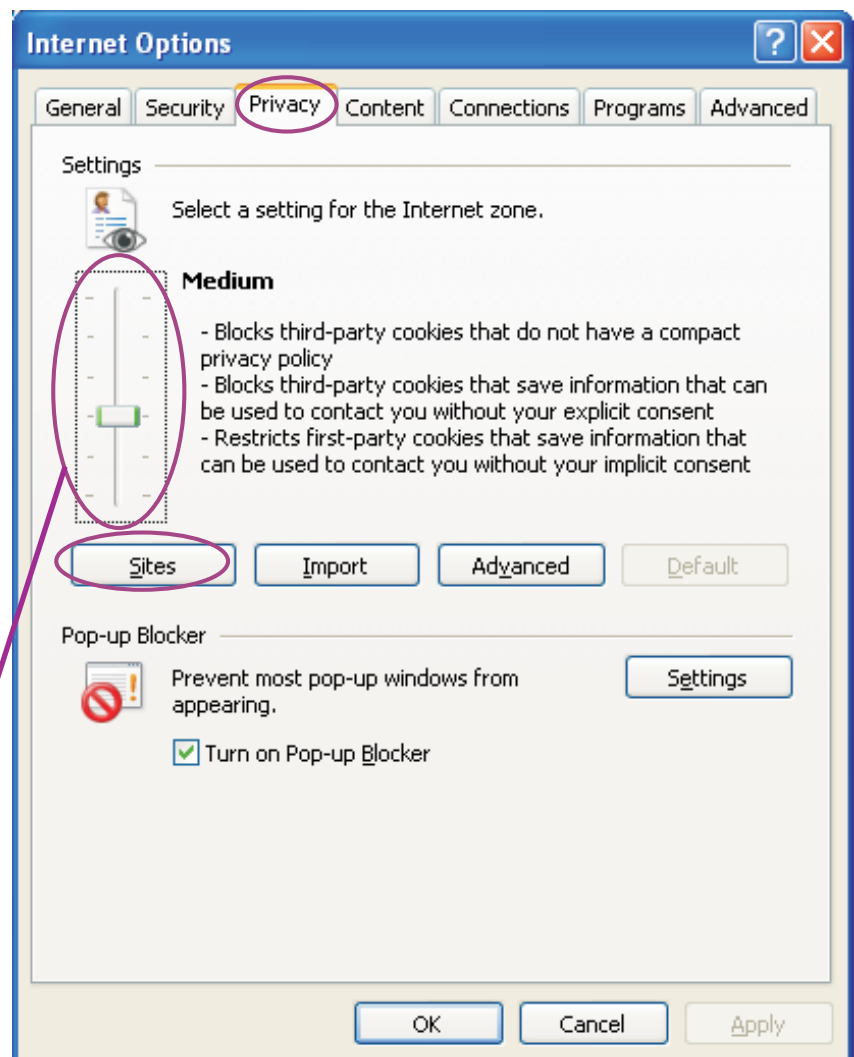 Internet Options
General Security Privacy Content Connections Programs Advanced
Settings
Select a setting for the Internet zone.
Medium
- Blocks third-party cookies that do not have a compact
privacy policy
- Blocks third-party cookies that save information that can
be used to contact you without your explicit consent
- Restricts first-party cookies that save information that
can be used to contact you without your implicit consent
Sites Import Advanced Default
Pop-up Blocker
Prevent most pop-up windows from
appearing.
Settings
Turn on Pop-up Blocker
OK Cancel Apply